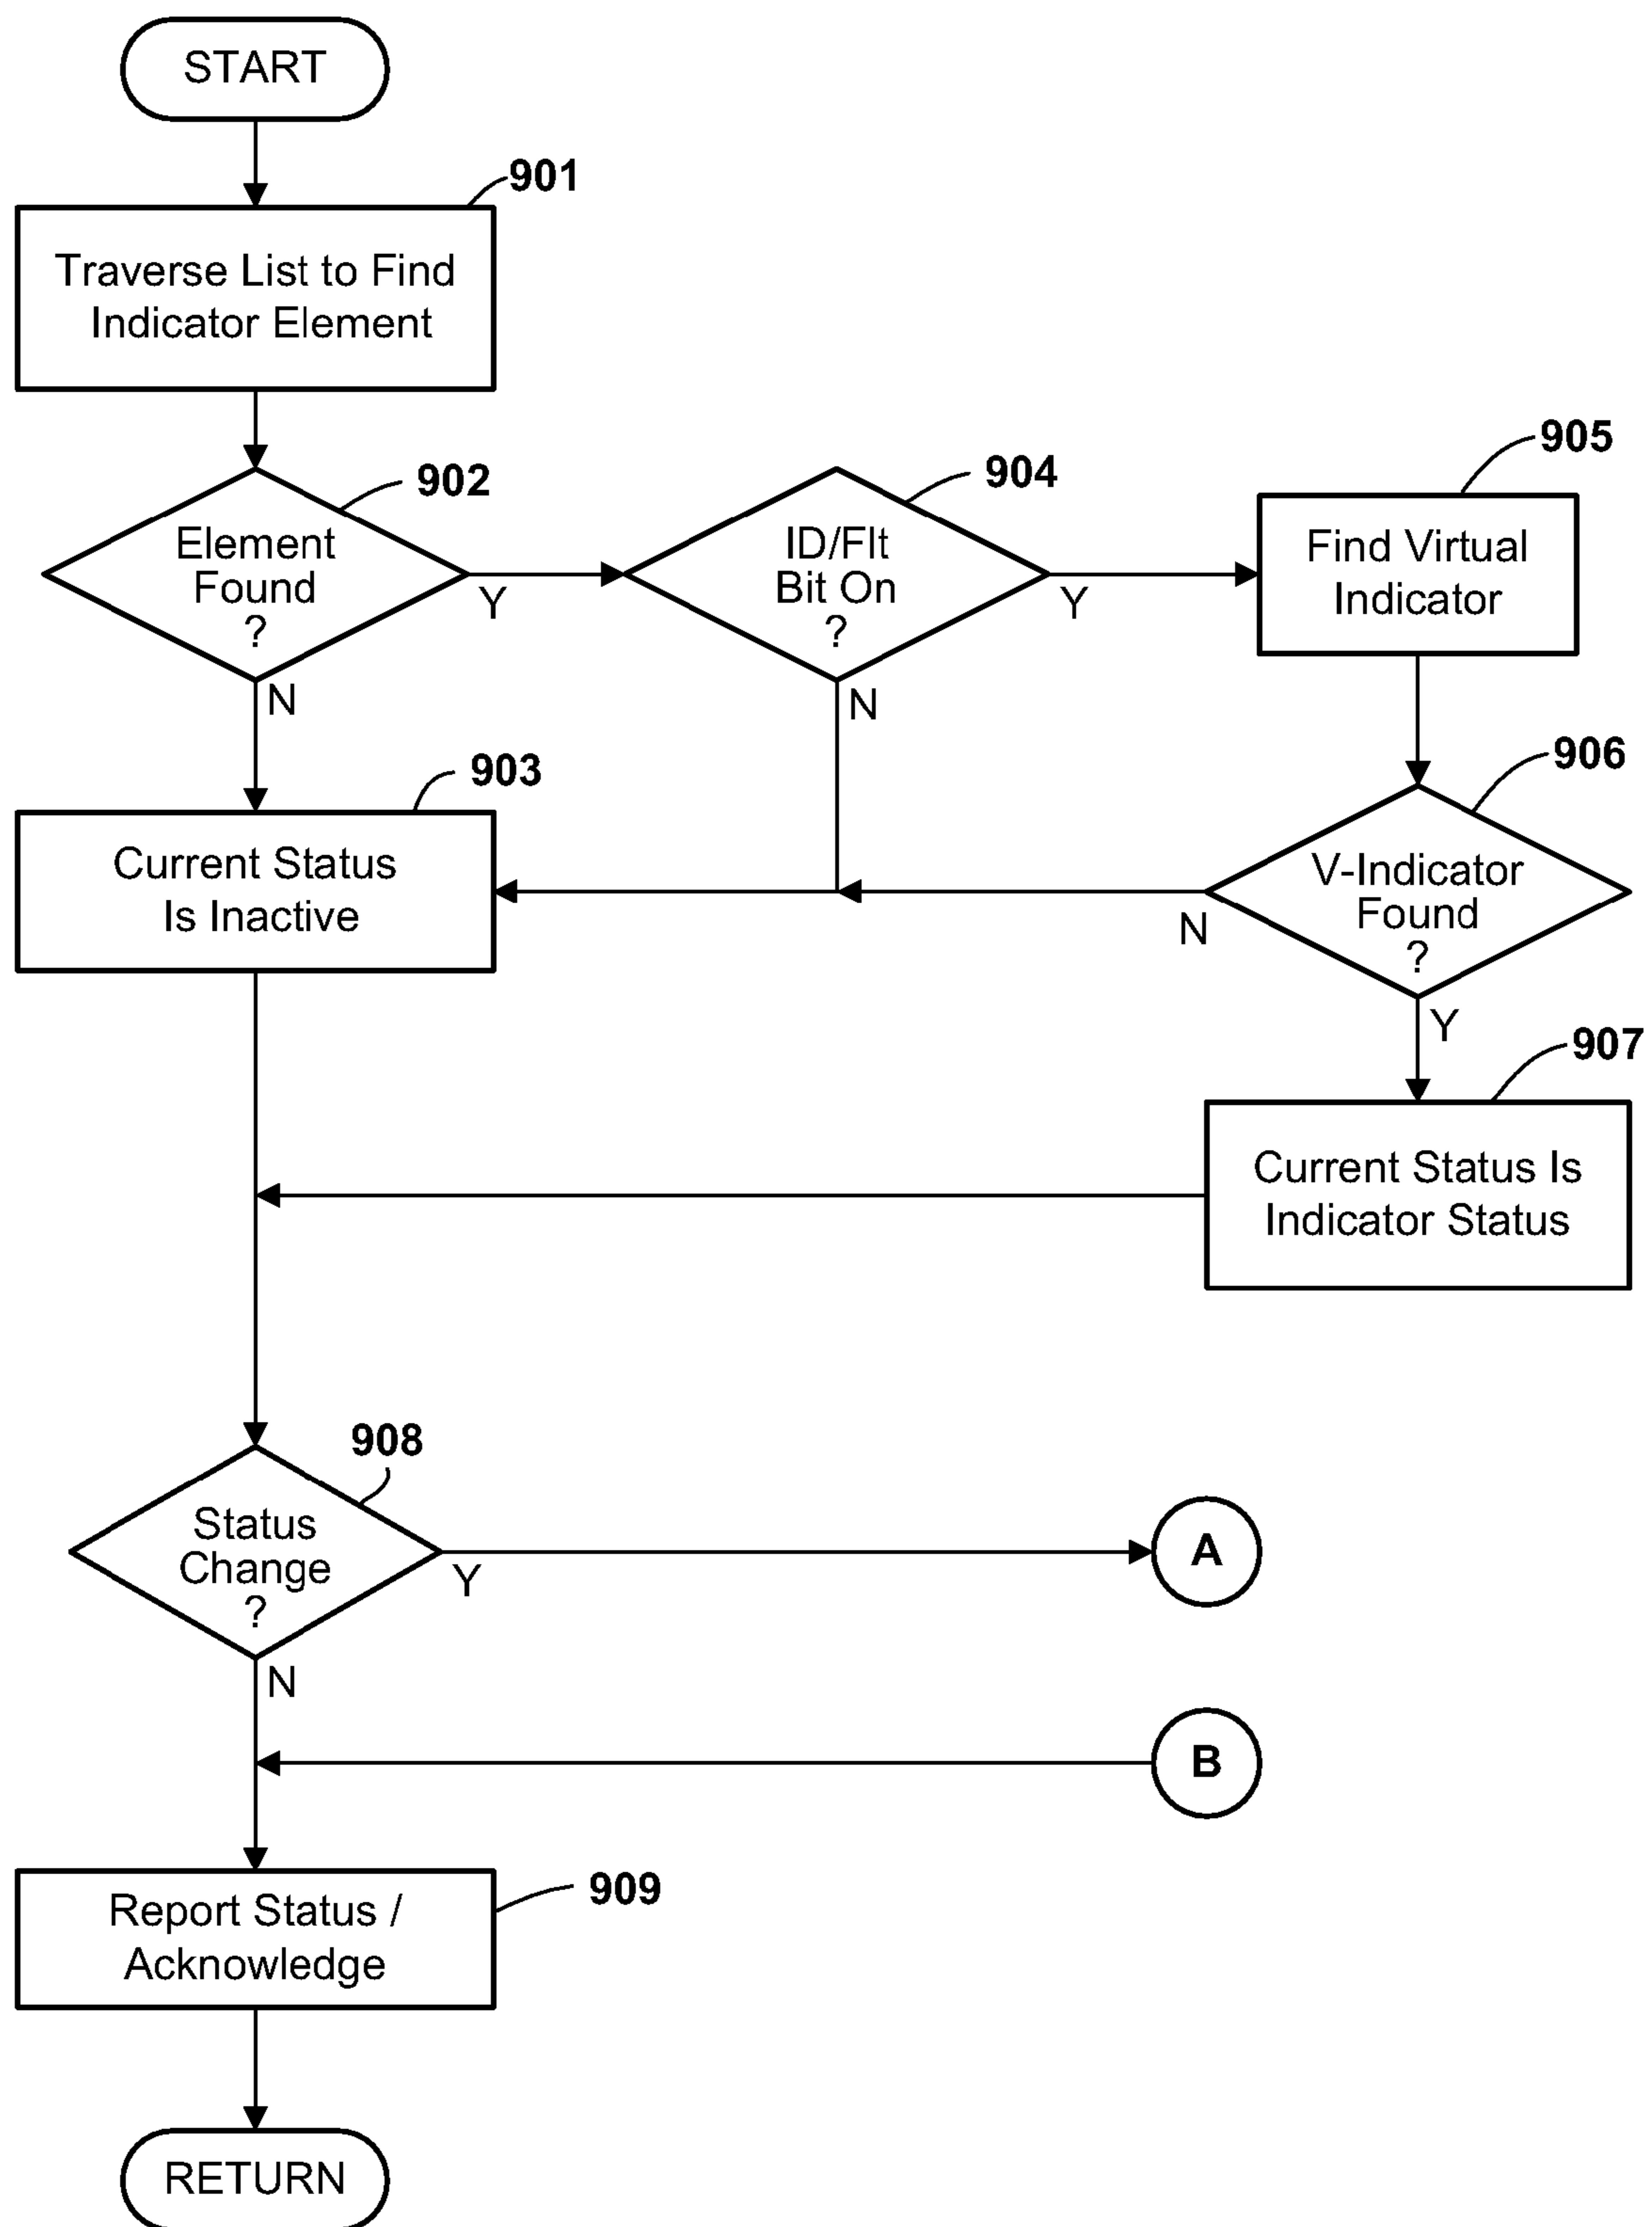 START
901
Traverse List to Find
Indicator Element
902
Element
Found
?
Y
N
904
ID/Flt
Bit On
?
Y
N
905
Find Virtual
Indicator
903
Current Status
Is Inactive
906
V-Indicator
Found
?
N
Y
907
Current Status Is
Indicator Status
908
Status
Change
?
Y
N
A
B
909
Report Status /
Acknowledge
RETURN